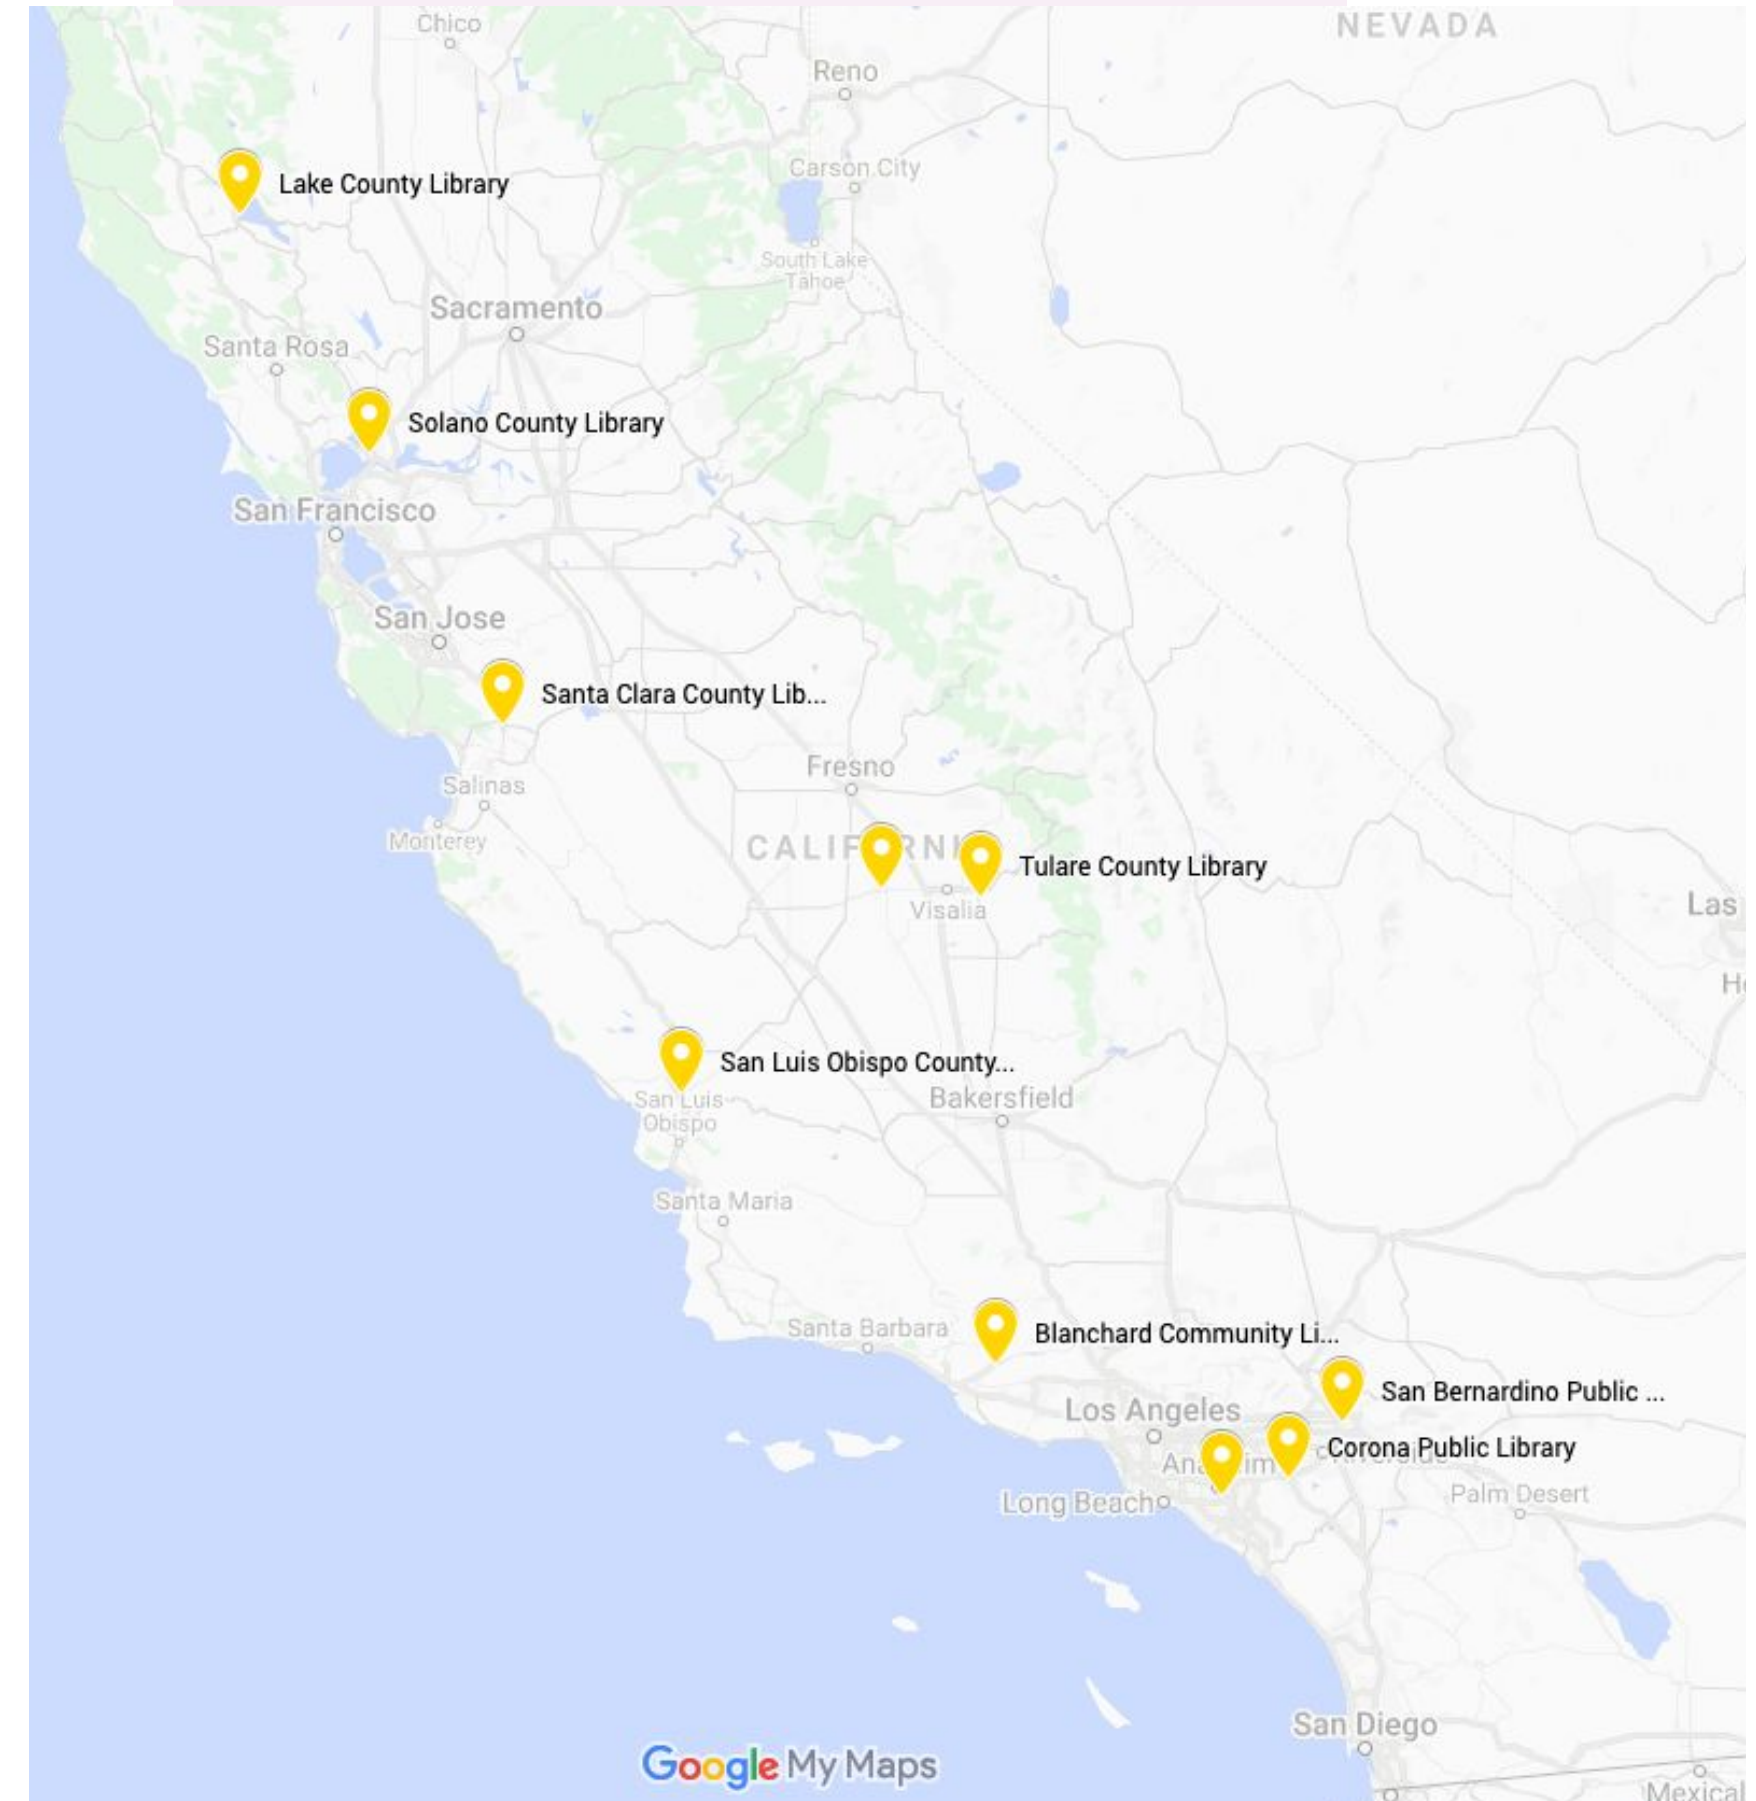 Chico
NEVADA
Reno
Carson City
Lake County Library
South Lake
Tahoe
Sacramento
Santa Rosa
Solano County Library
San Francisco
San Jose
Santa Clara County Lib...
Fresno
Salinas
Monterey
Tulare County Library
Visalia
Las
San Luis Obispo County...
San Luis
Obispo
Bakersfield
Santa Maria
Santa Barbara
Blanchard Community Li...
San Bernardino Public ...
Los Angeles
Corona Public Library
Long Beach
Palm Desert
San Diego
Google My Maps